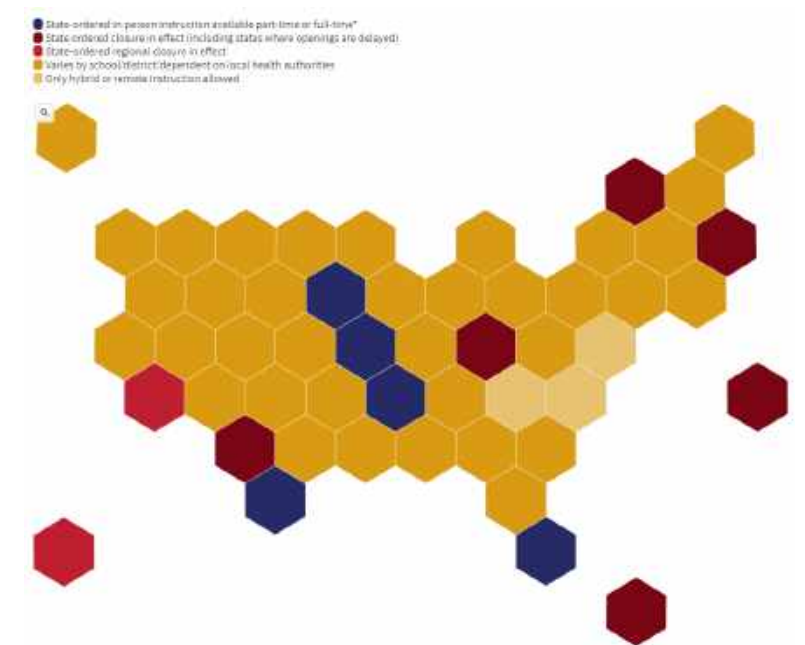 State-ordered in-person instruction available part-time or full-time*
State ordered closure in effect (including states where openings are delayed)
State-ordered regional closure in effect
Varies by school/district/dependent on local health authorities
Only hybrid or remote instruction allowed